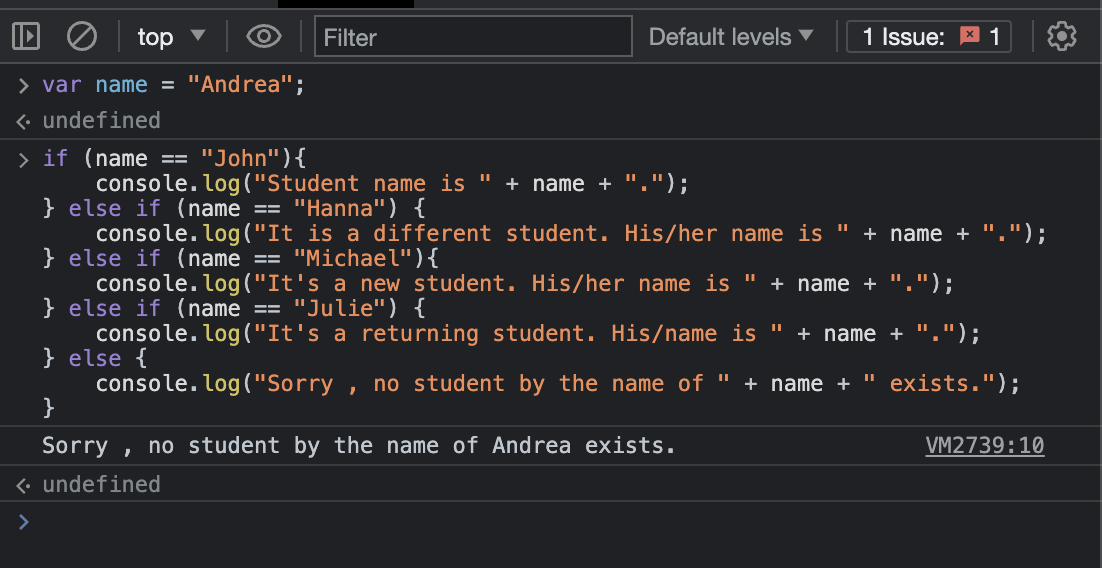 top Filter Default levels 1 Issue: 1
var name = "Andrea";
undefined
if (name == "John"){
    console.log("Student name is " + name + ".");
} else if (name == "Hanna") {
    console.log("It is a different student. His/her name is " + name + ".");
} else if (name == "Michael"){
    console.log("It's a new student. His/her name is " + name + ".");
} else if (name == "Julie") {
    console.log("It's a returning student. His/name is " + name + ".");
} else {
    console.log("Sorry , no student by the name of " + name + " exists.");
}
Sorry , no student by the name of Andrea exists. VM2739:10
undefined